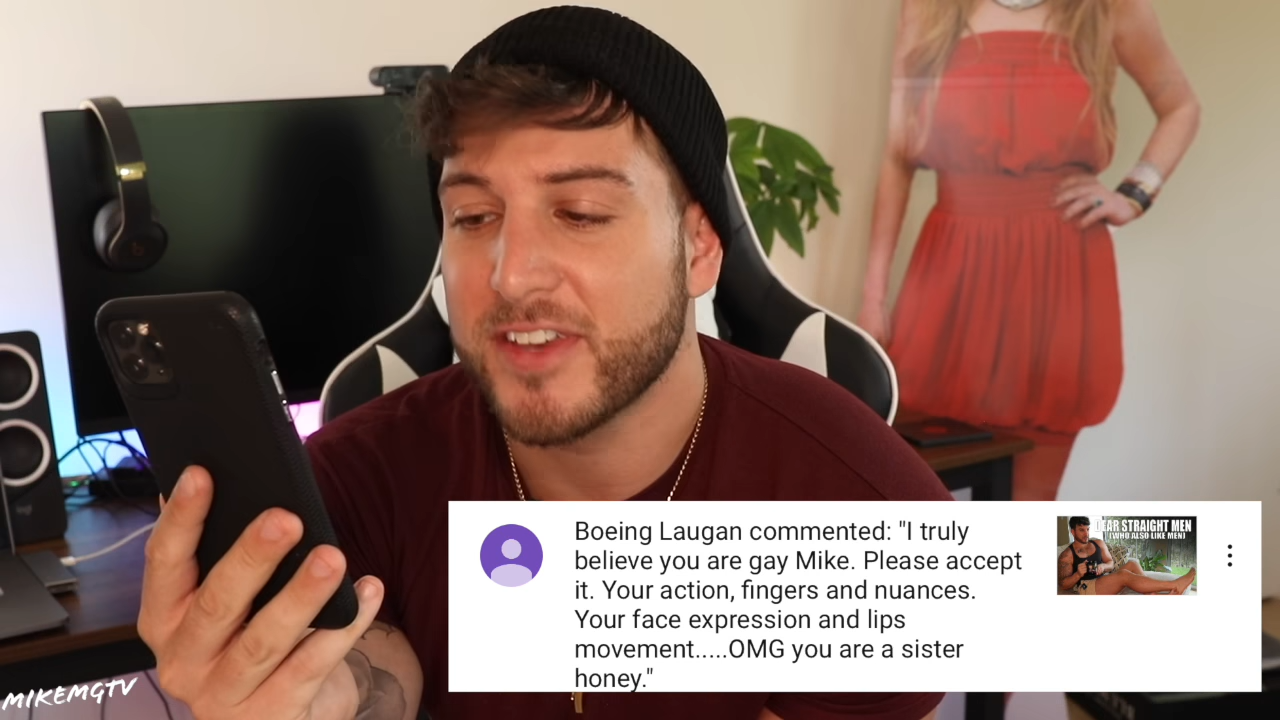 DEAR STRAIGHT MEN
(WHO ALSO LIKE MEN)
Boeing Laugan commented: "I truly
believe you are gay Mike. Please accept
it. Your action, fingers and nuances.
Your face expression and lips
movement.....OMG you are a sister
honey."
MIKEMGTV